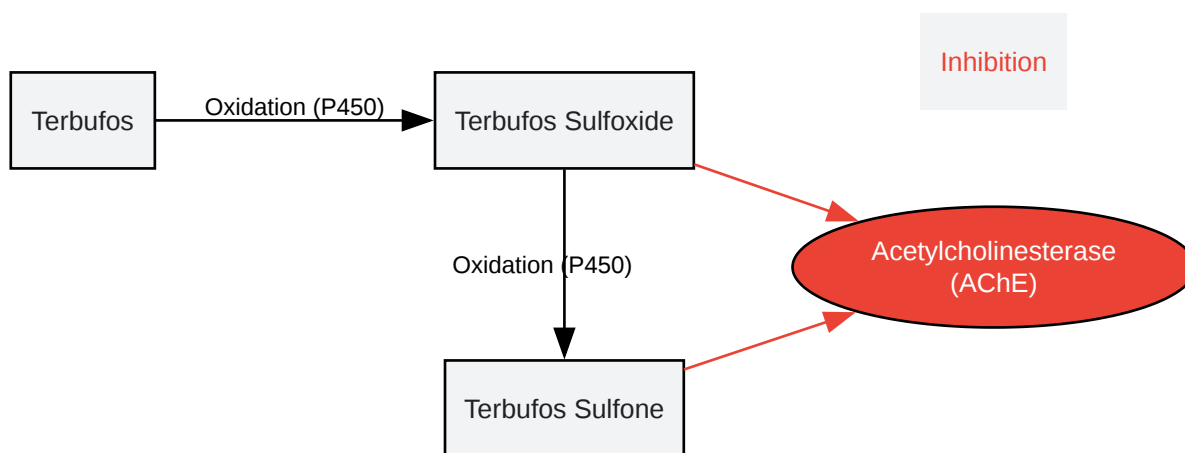 Inhibition
Terbufos
Oxidation (P450)
Terbufos Sulfoxide
Oxidation (P450)
Acetylcholinesterase
(AChE)
Terbufos Sulfone